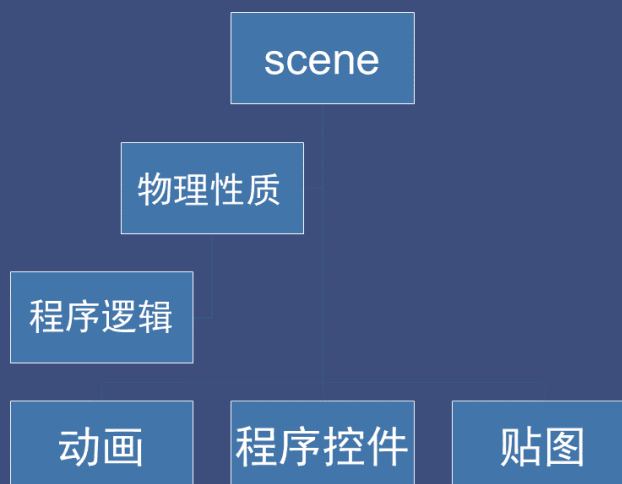 scene
物理性质
程序逻辑
动画
程序控件
贴图